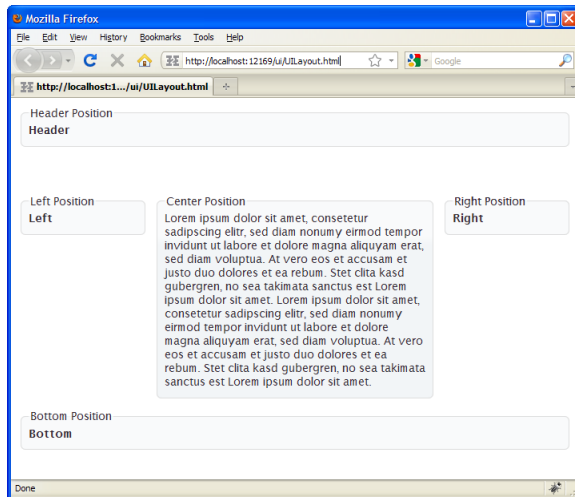 Mozilla Firefox
File Edit View History Bookmarks Tools Help
http://localhost:12169/ui/UILayout.html
Google
http://localhost:1.../ui/UILayout.html
Header Position
Header
Left Position
Left
Center Position
Lorem ipsum dolor sit amet, consetetur
sadipscing elitr, sed diam nonumy eirmod tempor
invidunt ut labore et dolore magna aliquyam erat,
sed diam voluptua. At vero eos et accusam et
justo duo dolores et ea rebum. Stet clita kasd
gubergren, no sea takimata sanctus est Lorem
ipsum dolor sit amet. Lorem ipsum dolor sit amet,
consetetur sadipscing elitr, sed diam nonumy
eirmod tempor invidunt ut labore et dolore
magna aliquyam erat, sed diam voluptua. At vero
eos et accusam et justo duo dolores et ea
rebum. Stet clita kasd gubergren, no sea takimata
sanctus est Lorem ipsum dolor sit amet.
Right Position
Right
Bottom Position
Bottom
Done